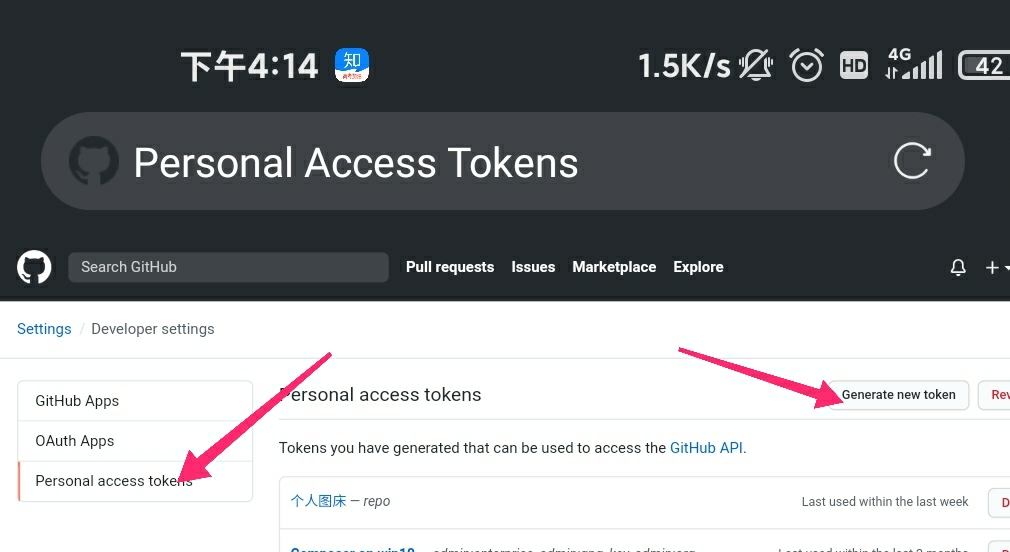 下午4:14 知 1.5K/s HD 4G 42
Personal Access Tokens
Search GitHub Pull requests Issues Marketplace Explore
Settings / Developer settings
GitHub Apps
OAuth Apps
Personal access tokens
Personal access tokens Generate new token Rev
Tokens you have generated that can be used to access the GitHub API.
个人图床 — repo Last used within the last week D